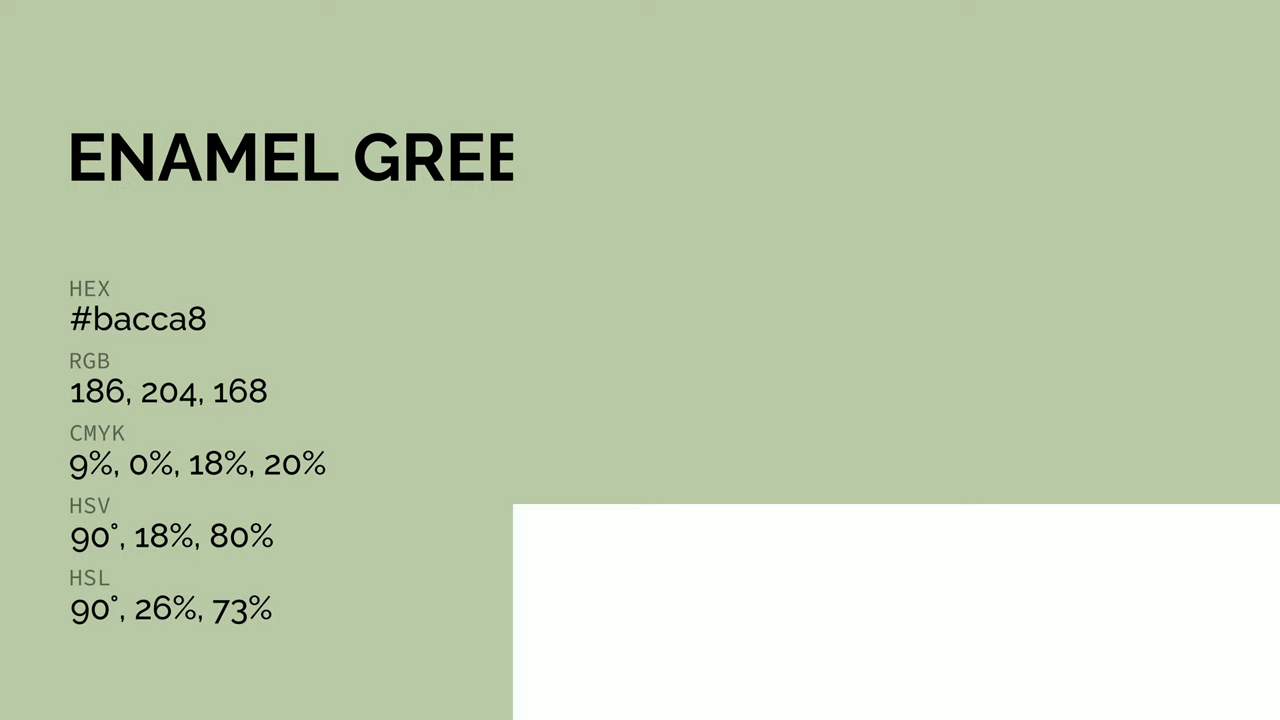 ENAMEL GREE
HEX
#bacca8
RGB
186, 204, 168
CMYK
9%, 0%, 18%, 20%
HSV
90°, 18%, 80%
HSL
90°, 26%, 73%